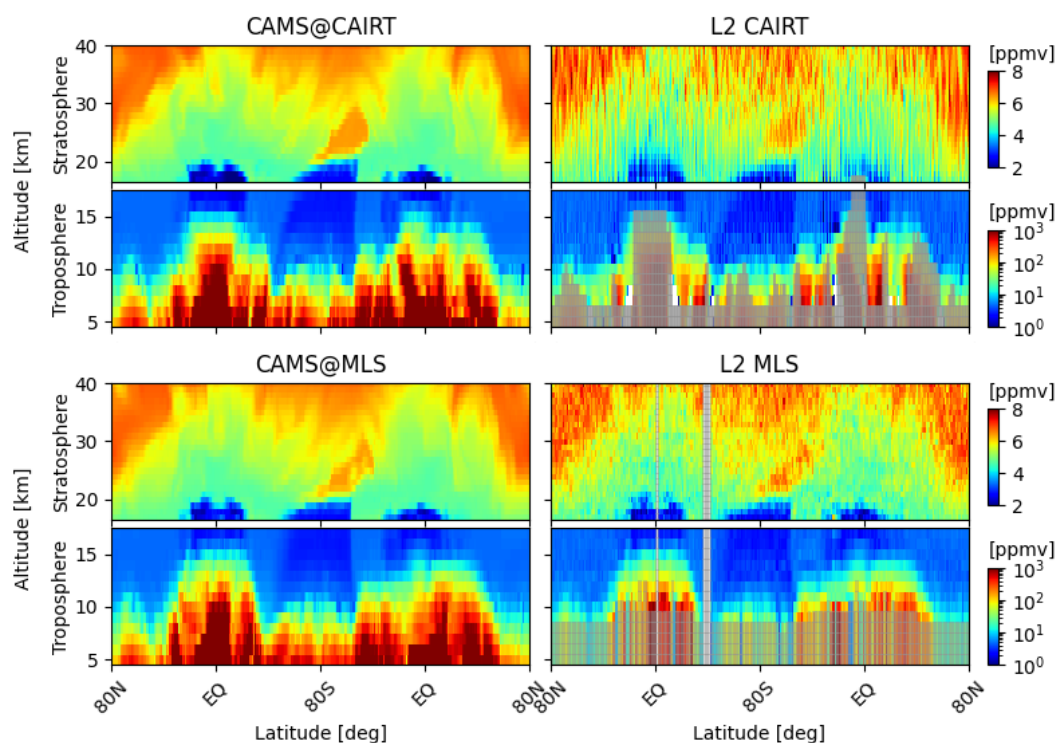 CAMS@CAIRT
L2 CAIRT
Altitude [km]
Stratosphere
40
30
20
[ppmv]
8
6
4
2
Troposphere
15
10
5
[ppmv]
10³
10²
10¹
10⁰
CAMS@MLS
L2 MLS
Altitude [km]
Stratosphere
40
30
20
[ppmv]
8
6
4
2
Troposphere
15
10
5
[ppmv]
10³
10²
10¹
10⁰
80N
EQ
80S
EQ
80N
80N
EQ
80S
EQ
80N
Latitude [deg]
Latitude [deg]